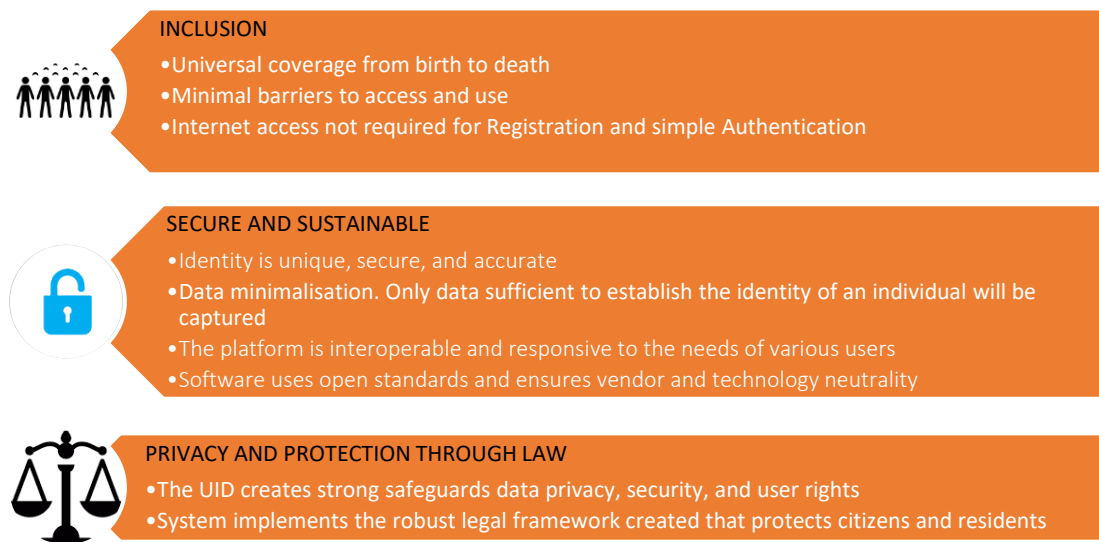 INCLUSION
•Universal coverage from birth to death
•Minimal barriers to access and use
•Internet access not required for Registration and simple Authentication
SECURE AND SUSTAINABLE
•Identity is unique, secure, and accurate
•Data minimalisation. Only data sufficient to establish the identity of an individual will be
captured
•The platform is interoperable and responsive to the needs of various users
•Software uses open standards and ensures vendor and technology neutrality
PRIVACY AND PROTECTION THROUGH LAW
•The UID creates strong safeguards data privacy, security, and user rights
•System implements the robust legal framework created that protects citizens and residents